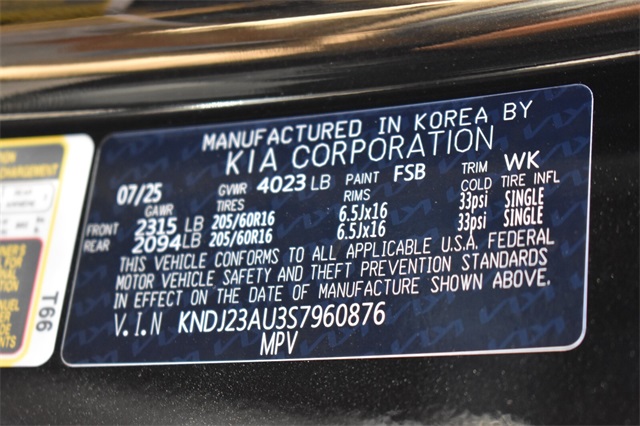 MANUFACTURED IN KOREA BY
KIA CORPORATION
07/25 GVWR 4023 LB PAINT FSB TRIM WK
GAWR TIRES RIMS COLD TIRE INFL
FRONT 2315 LB 205/60R16 6.5Jx16 33psi SINGLE
REAR 2094 LB 205/60R16 6.5Jx16 33psi SINGLE
THIS VEHICLE CONFORMS TO ALL APPLICABLE U.S.A. FEDERAL
MOTOR VEHICLE SAFETY AND THEFT PREVENTION STANDARDS
IN EFFECT ON THE DATE OF MANUFACTURE SHOWN ABOVE.
V.I.N KNDJ23AU3S7960876
MPV
T66